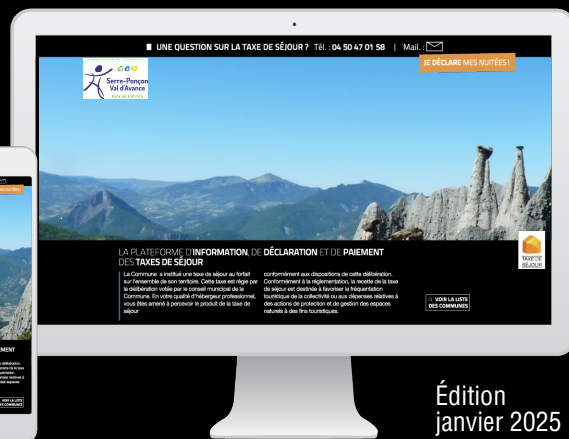 ■ UNE QUESTION SUR LA TAXE DE SÉJOUR ? Tél. : 04 50 47 01 58 | Mail. :
JE DÉCLARE MES NUITÉES !
Serre-Ponçon
Val d'Avance
LA PLATEFORME D'INFORMATION, DE DÉCLARATION ET DE PAIEMENT
DES TAXES DE SÉJOUR
La Commune a institué une taxe de séjour au forfait
sur l'ensemble de son territoire. Cette taxe est régie par
la délibération votée par le conseil municipal de la
Commune. En votre qualité d'hébergeur professionnel,
vous êtes amené à percevoir le produit de la taxe de
séjour
conformément aux dispositions de cette délibération.
Conformément à la réglementation, la recette de la taxe
de séjour est destinée à favoriser la fréquentation
touristique de la collectivité ou aux dépenses relatives à
des actions de protection et de gestion des espaces
naturels à des fins touristiques.
TAXE DE
SÉJOUR
VOIR LA LISTE
DES COMMUNES
EMENT
VOIR LA LISTE
DES COMMUNES
Édition
janvier 2025